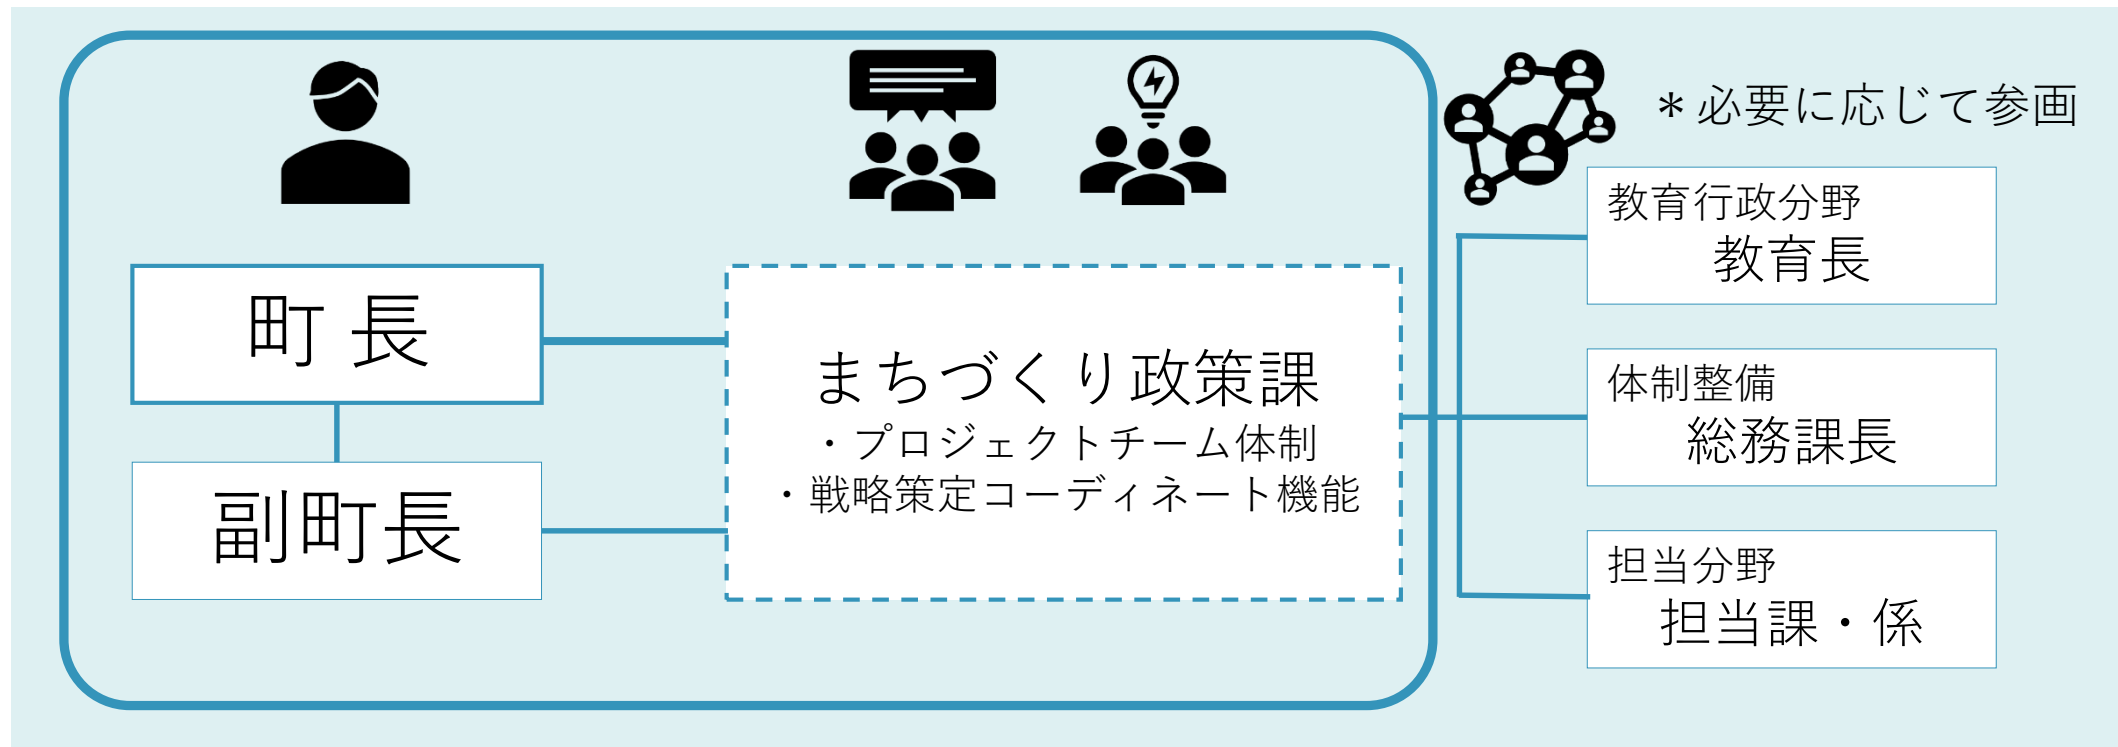 町 長
副町長
まちづくり政策課
・プロジェクトチーム体制
・戦略策定コーディネート機能
＊必要に応じて参画
教育行政分野
教育長
体制整備
総務課長
担当分野
担当課・係